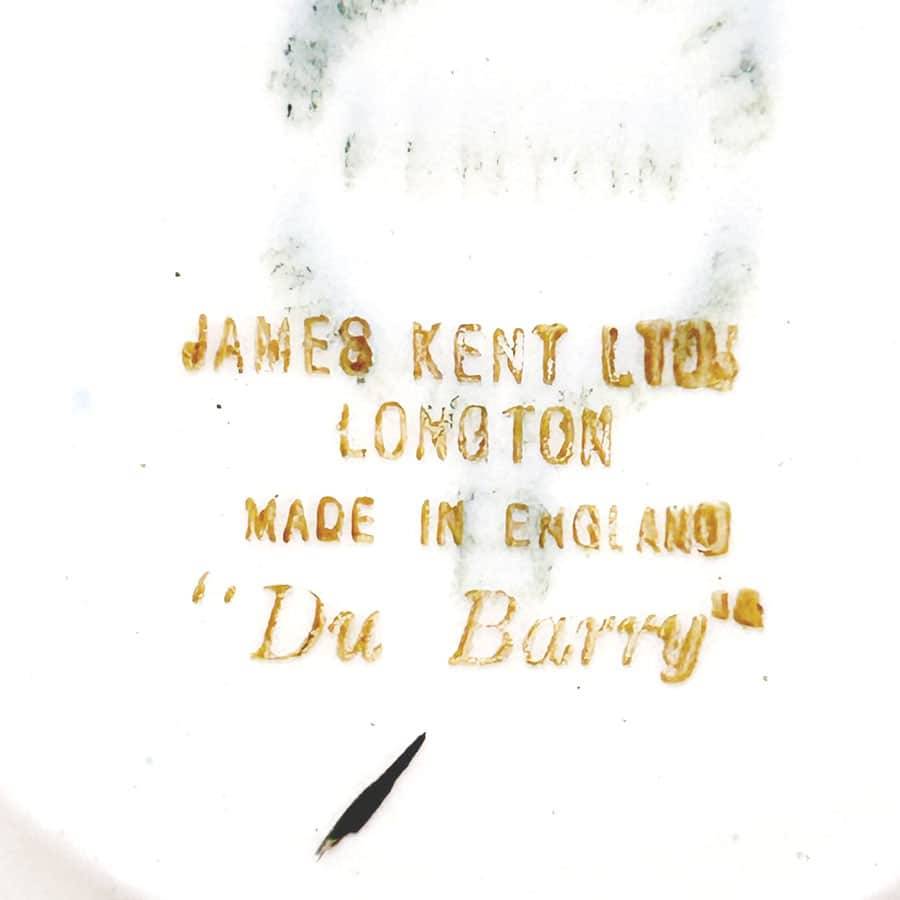 JAMES KENT LTD.
LONGTON
MADE IN ENGLAND
"Du Barry"